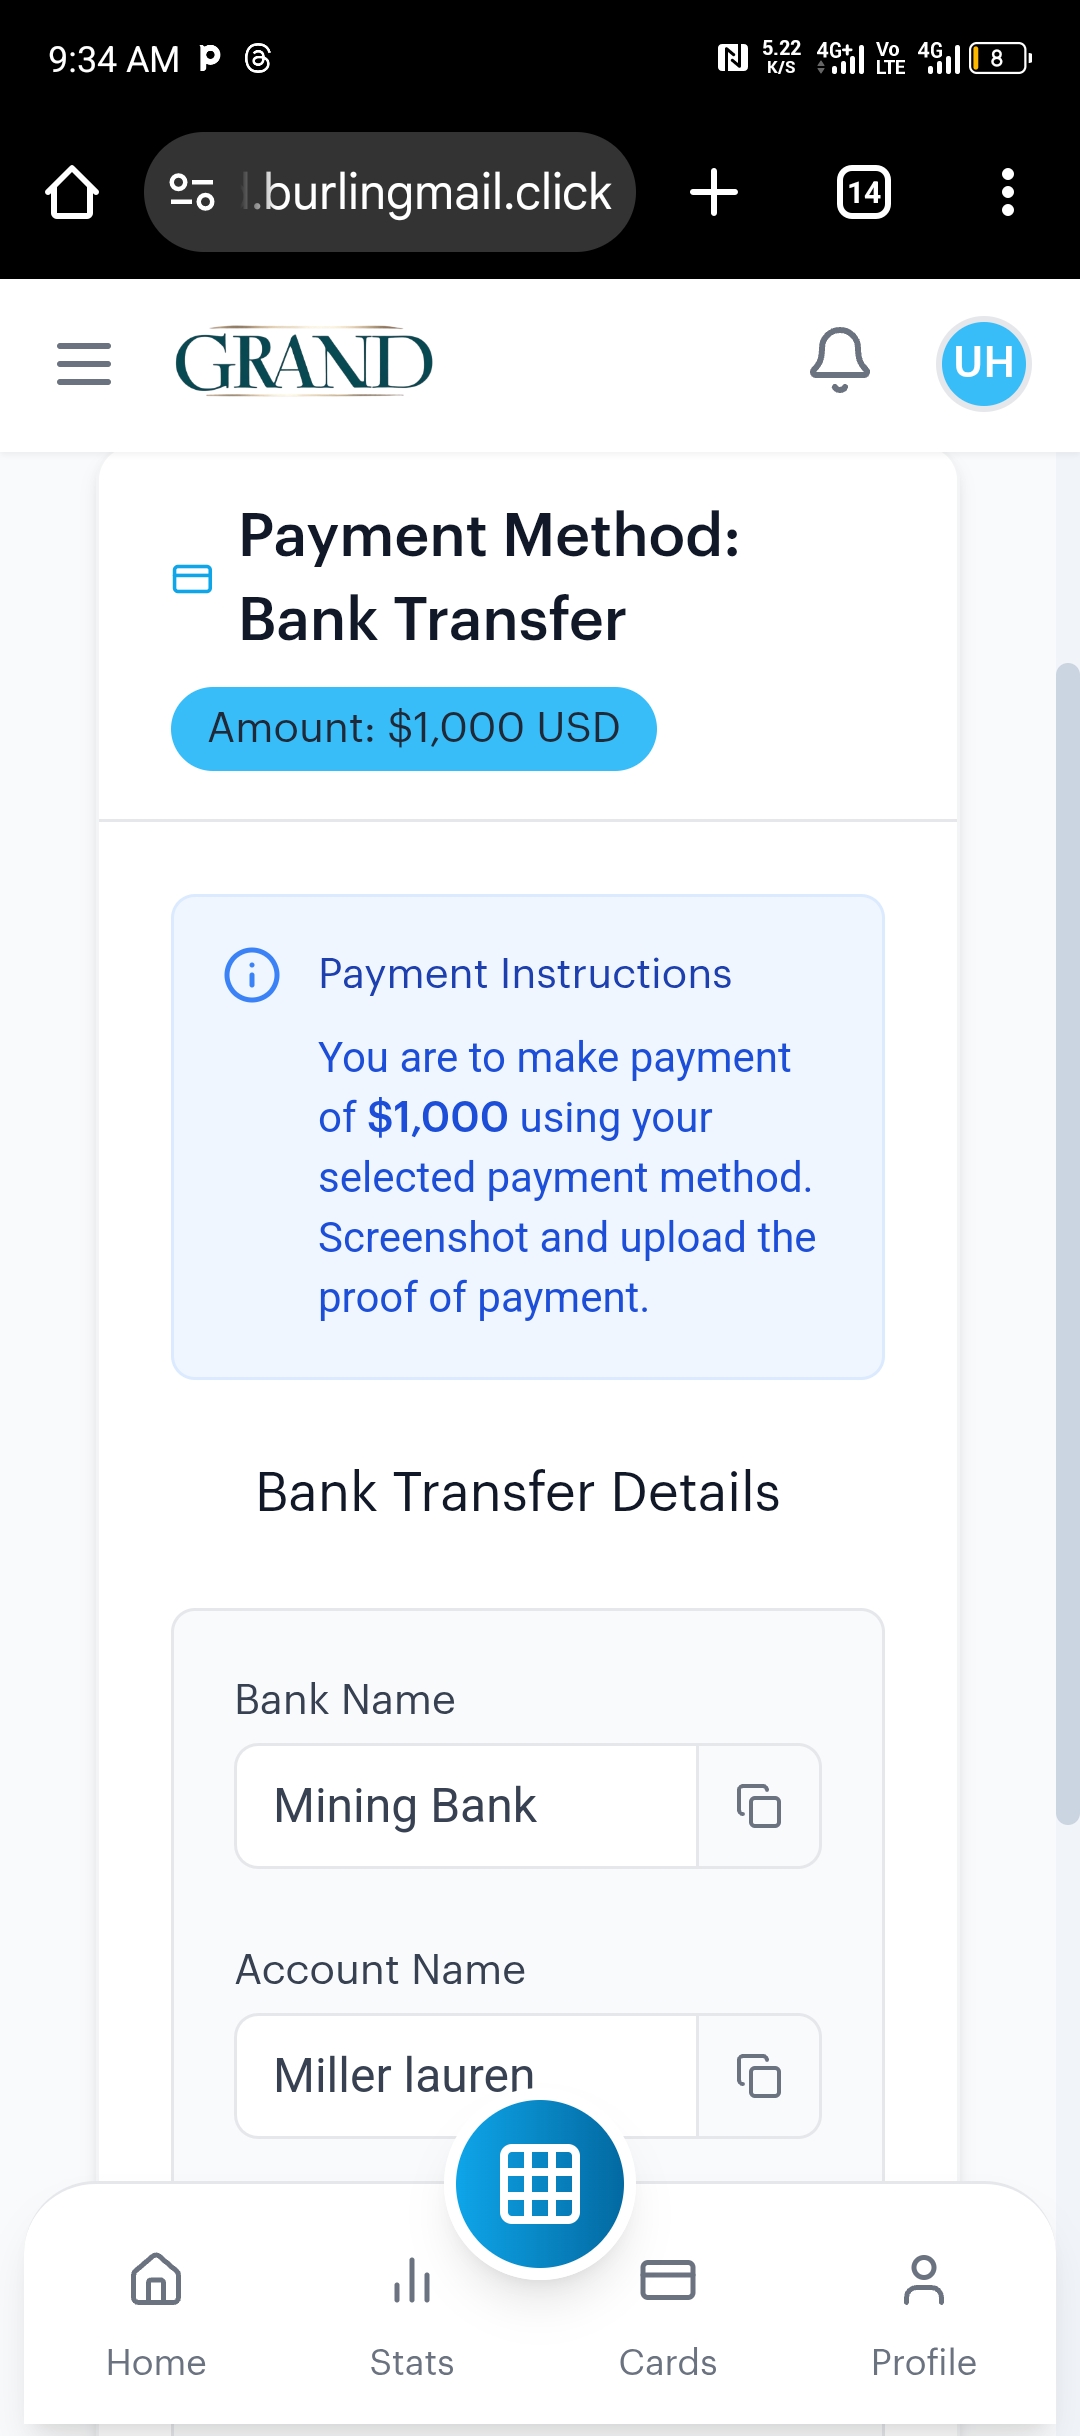 9:34 AM
5.22 K/S 4G+ Vo LTE 4G 8
.burlingmail.click
14
GRAND
UH
Payment Method:
Bank Transfer
Amount: $1,000 USD
Payment Instructions
You are to make payment
of $1,000 using your
selected payment method.
Screenshot and upload the
proof of payment.
Bank Transfer Details
Bank Name
Mining Bank
Account Name
Miller lauren
Home Stats Cards Profile